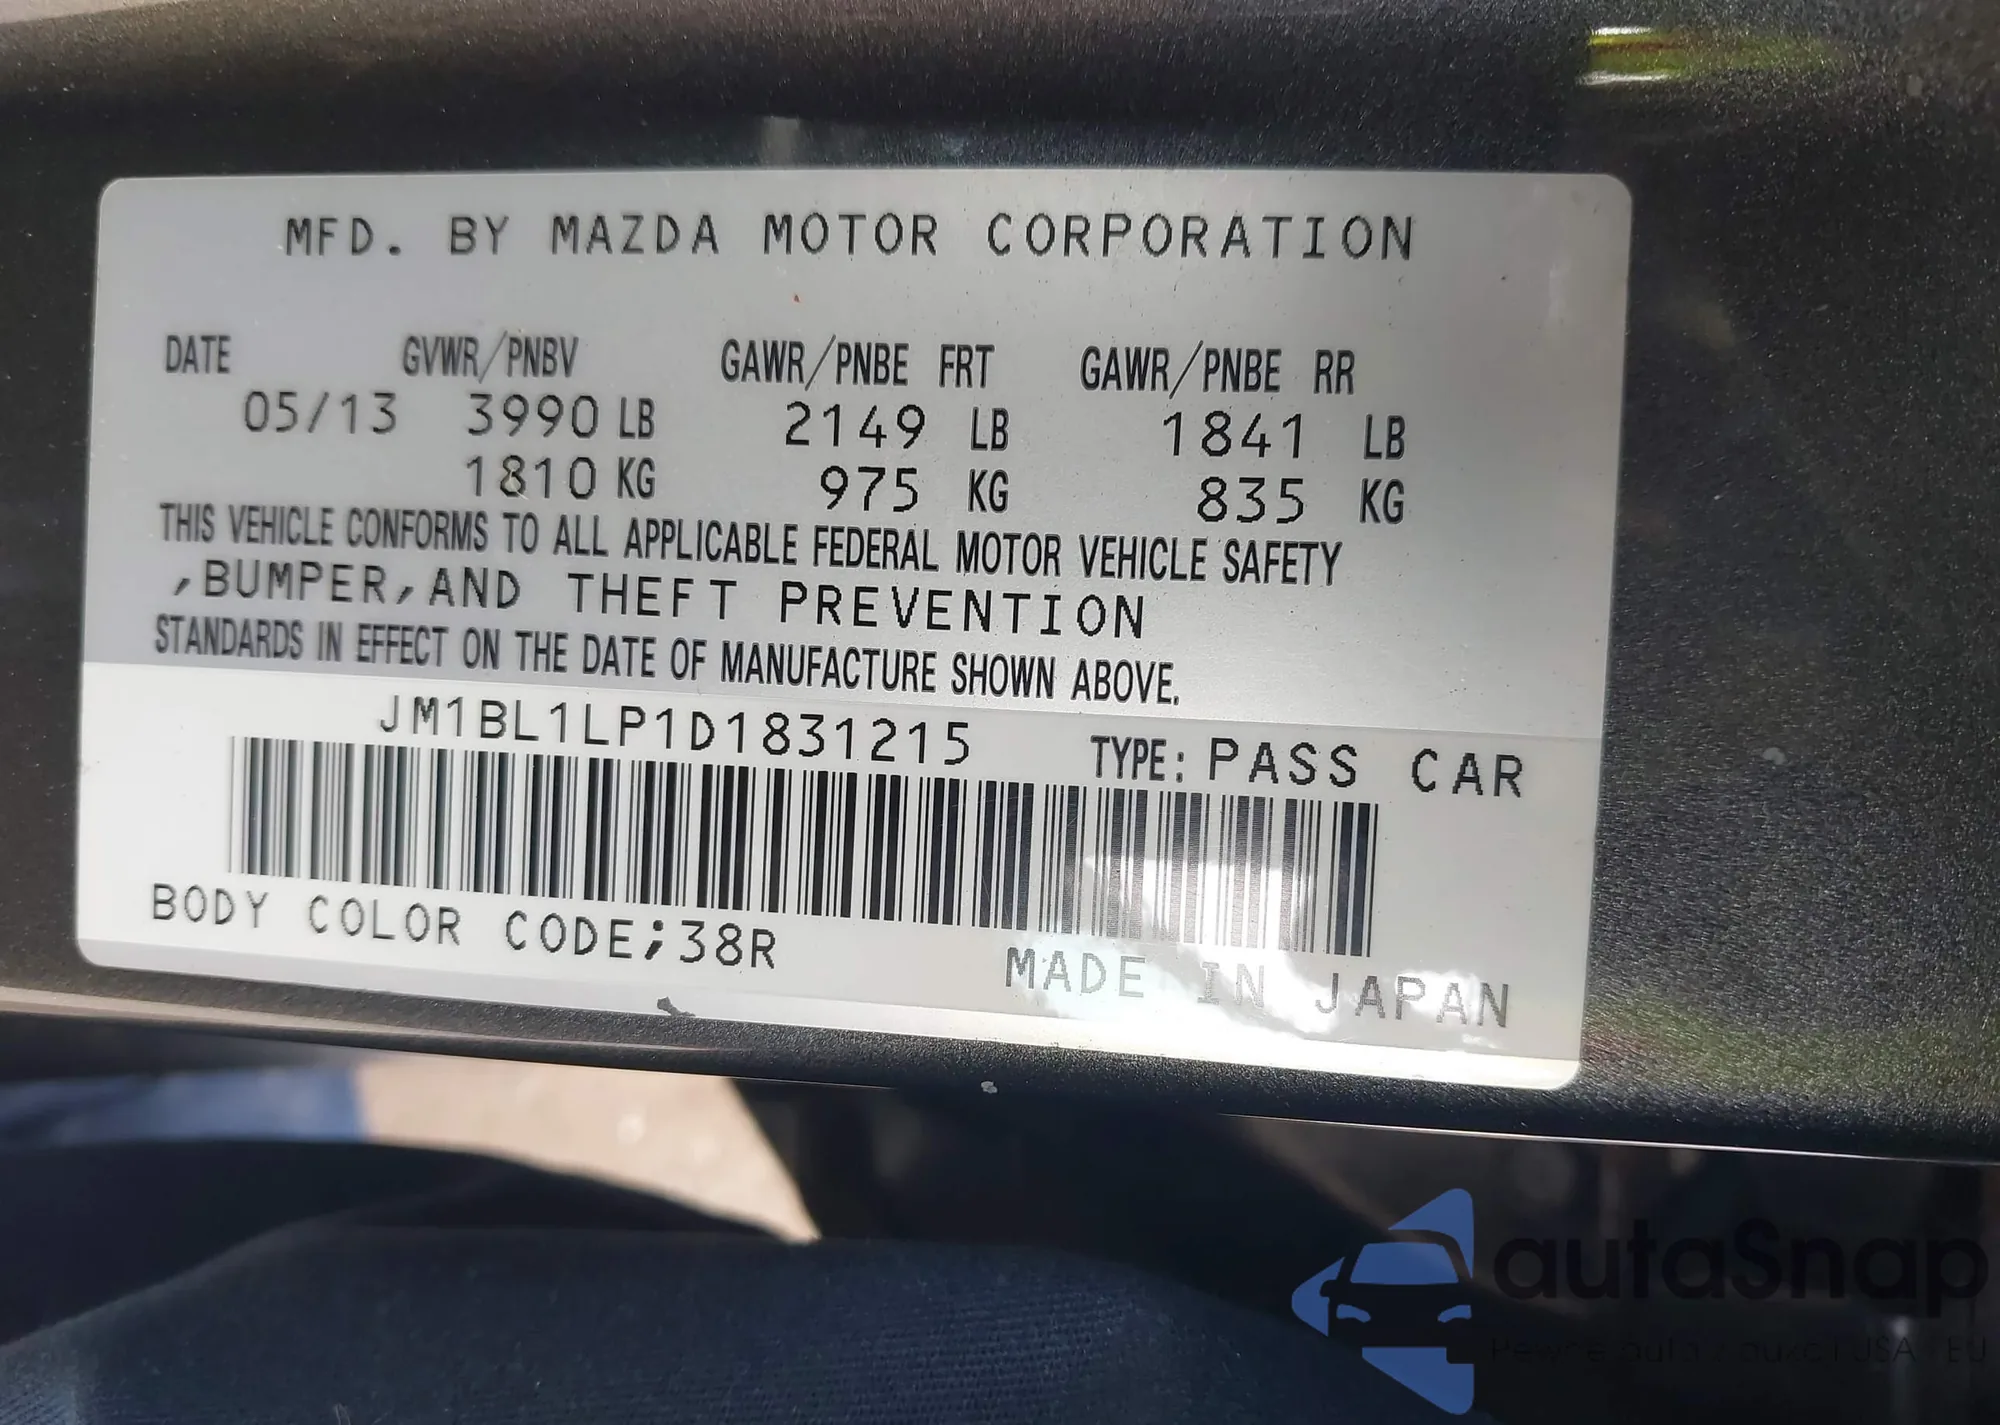 MFD. BY MAZDA MOTOR CORPORATION
DATE GVWR/PNBV GAWR/PNBE FRT GAWR/PNBE RR
05/13 3990 LB 2149 LB 1841 LB
1810 KG 975 KG 835 KG
THIS VEHICLE CONFORMS TO ALL APPLICABLE FEDERAL MOTOR VEHICLE SAFETY
,BUMPER,AND THEFT PREVENTION
STANDARDS IN EFFECT ON THE DATE OF MANUFACTURE SHOWN ABOVE.
JM1BL1LP1D1831215 TYPE: PASS CAR
BODY COLOR CODE;38R
MADE IN JAPAN
autaSnap
USA EU